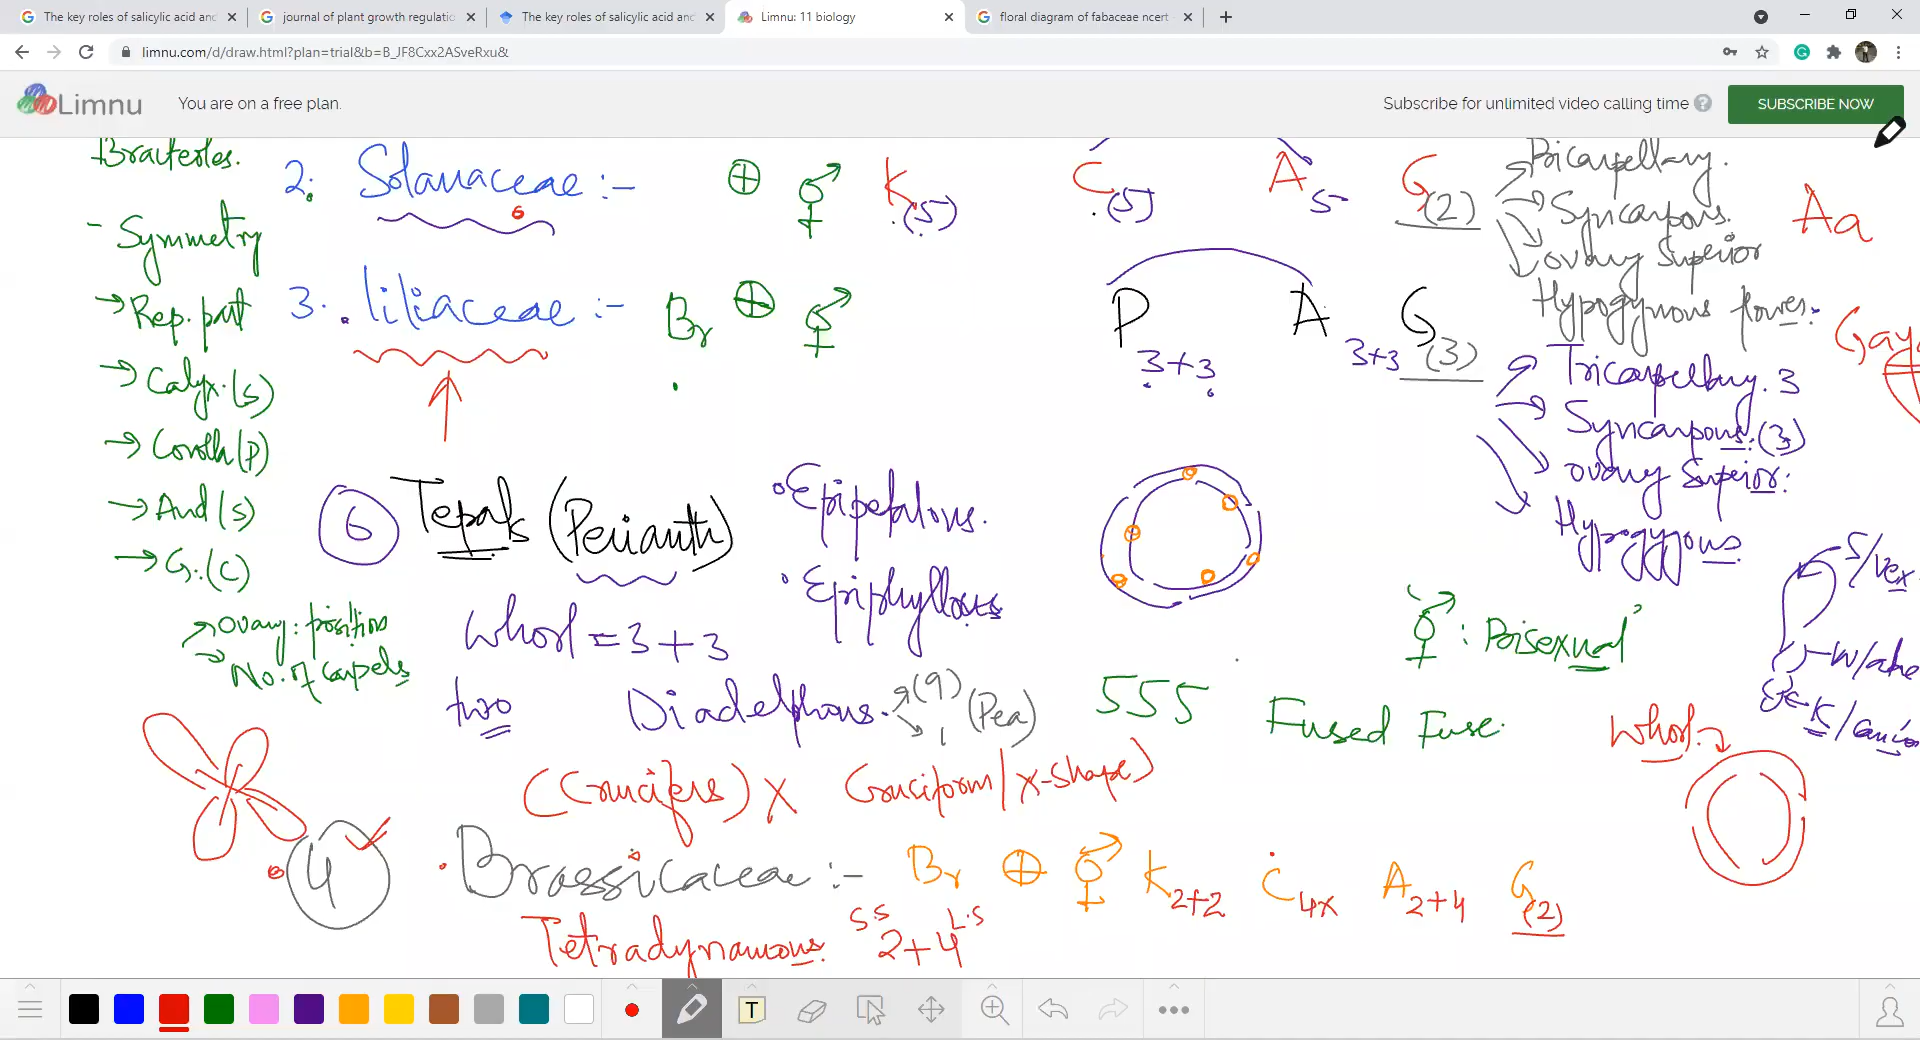 The key roles of salicylic acid and
journal of plant growth regulatio
The key roles of salicylic acid and
Limnu: 11 biology
floral diagram of fabaceae ncert
limnu.com/d/draw.html?plan=trial&b=B_JF8Cxx2ASveRxu&
Limnu
You are on a free plan.
Subscribe for unlimited video calling time ?
SUBSCRIBE NOW
- Symmetry
→ Rep. part
→ Calyx.(S)
→ Corolla(P)
→ And(S)
→ G:(C)
→ Ovary: position
→ No. of carpels
2. Solanaceae :- ⊕ ⚥ K(5) C(5) A5 G(2)
Bicarpellary.
Syncarpous.
Ovary Superior
Hypogynous flower.
Aa
3. liliaceae :- Br ⊕ ⚥ P3+3 A3+3 G(3)
Tricarpellary. 3
Syncarpous. (3)
Ovary Superior:
Hypogynous
6 Tepals (Perianth)
Epipetalous.
Epiphyllous
Whorl = 3 + 3
two
Diadelphous. (9) 1 (Pea)
555
Fused Fuse.
⚥ : Bisexual
S/Vex.
Whorl.
(Crucifers) X Cruciform / X-shape)
4 Brassicaceae :- Br ⊕ ⚥ K2+2 C4x A2+4 G(2)
Tetradynamous. S.S 2+4 L.S
T